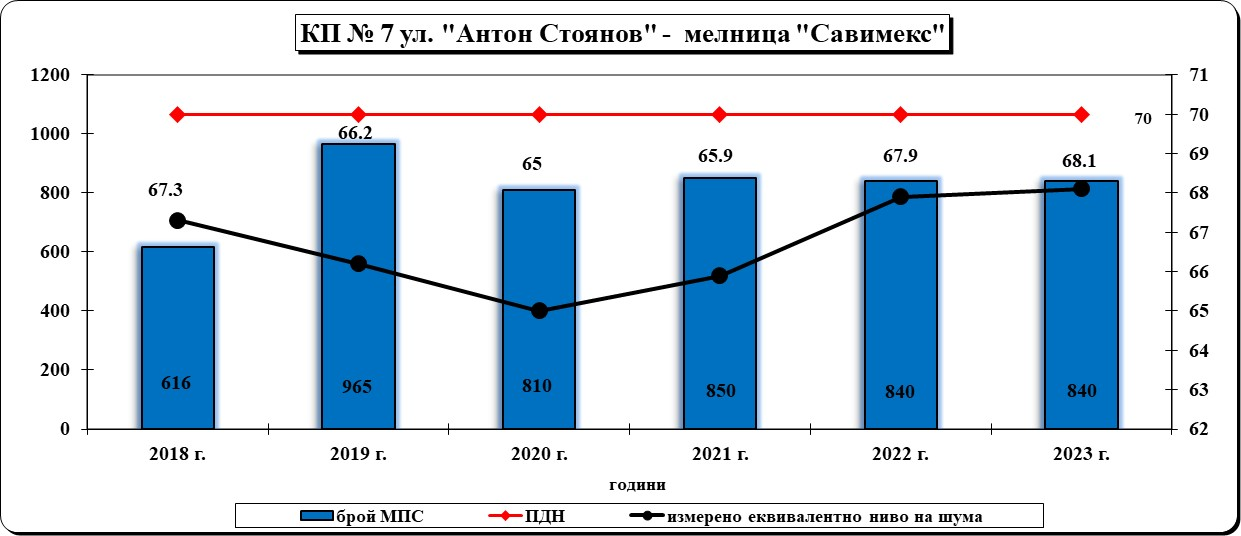 КП № 7 ул. "Антон Стоянов" - мелница "Савимекс"
1200
1000
800
600
400
200
0
71
70
69
68
67
66
65
64
63
62
67.3
66.2
65
65.9
67.9
68.1
70
616
965
810
850
840
840
2018 г.
2019 г.
2020 г.
2021 г.
2022 г.
2023 г.
години
брой МПС
ПДН
измерено еквивалентно ниво на шума